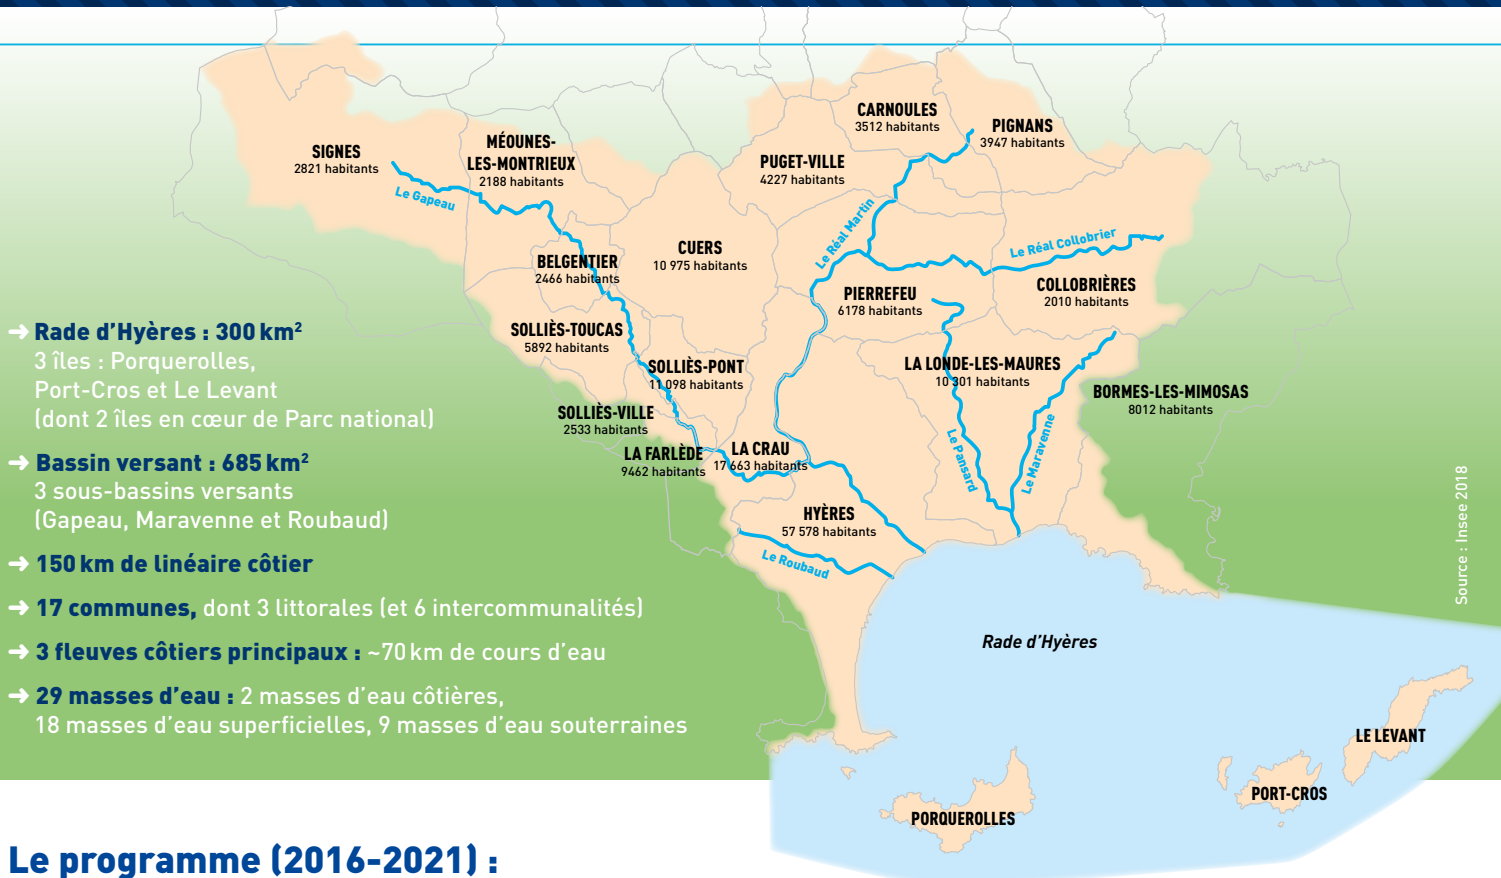 SIGNES
2821 habitants
MÉOUNES-
LES-MONTRIEUX
2188 habitants
Le Gapeau
BELGENTIER
2466 habitants
CUERS
10 975 habitants
PUGET-VILLE
4227 habitants
CARNOULES
3512 habitants
PIGNANS
3947 habitants
Le Réal Martin
Le Réal Collobrier
COLLOBRIÈRES
2010 habitants
PIERREFEU
6178 habitants
SOLLIÈS-TOUCAS
5892 habitants
SOLLIÈS-PONT
11 098 habitants
SOLLIÈS-VILLE
2533 habitants
LA FARLÈDE
9462 habitants
LA CRAU
17 663 habitants
LA LONDE-LES-MAURES
10 301 habitants
BORMES-LES-MIMOSAS
8012 habitants
Le Pansard
Le Maravenne
HYÈRES
57 578 habitants
Le Roubaud
Rade d'Hyères
PORQUEROLLES
PORT-CROS
LE LEVANT
Source : Insee 2018
➜ Rade d’Hyères : 300 km²
3 îles : Porquerolles,
Port-Cros et Le Levant
(dont 2 îles en cœur de Parc national)
➜ Bassin versant : 685 km²
3 sous-bassins versants
(Gapeau, Maravenne et Roubaud)
➜ 150 km de linéaire côtier
➜ 17 communes, dont 3 littorales (et 6 intercommunalités)
➜ 3 fleuves côtiers principaux : ~70 km de cours d’eau
➜ 29 masses d’eau : 2 masses d’eau côtières,
18 masses d’eau superficielles, 9 masses d’eau souterraines
Le programme (2016-2021) :